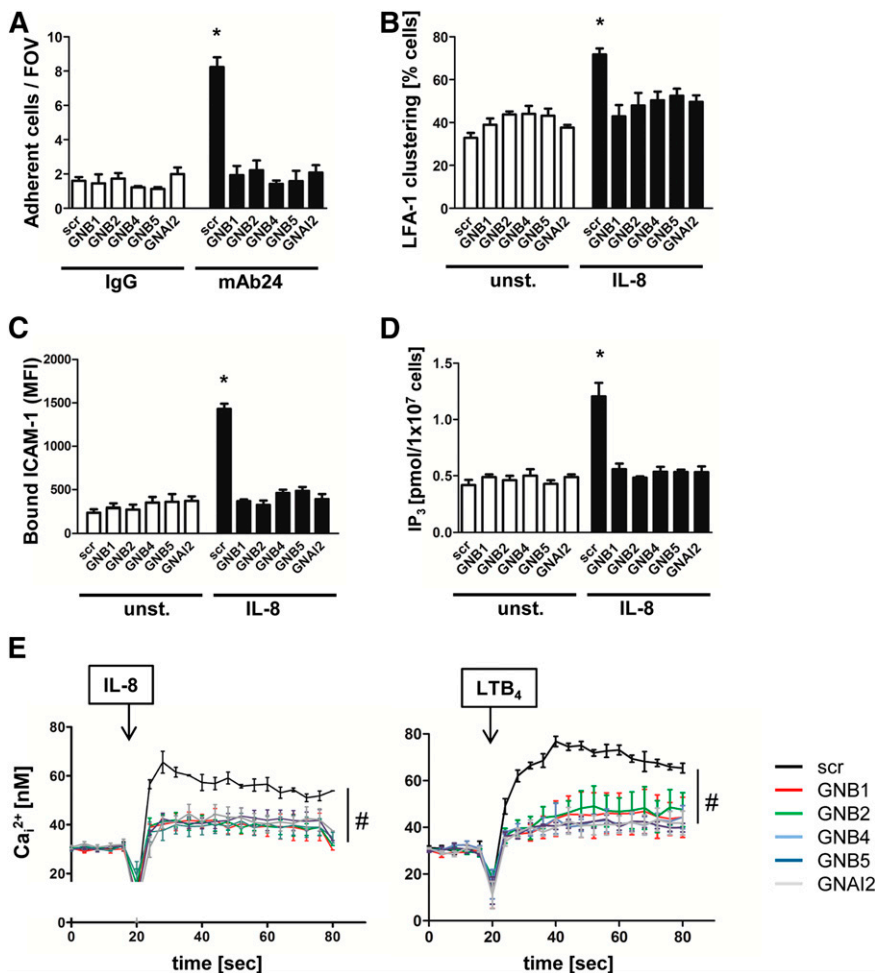 A
Adherent cells / FOV
10
8
6
4
2
0
*
scr GNB1 GNB2 GNB4 GNB5 GNAI2 scr GNB1 GNB2 GNB4 GNB5 GNAI2
IgG mAb24
B
LFA-1 clustering [% cells]
80
60
40
20
0
*
scr GNB1 GNB2 GNB4 GNB5 GNAI2 scr GNB1 GNB2 GNB4 GNB5 GNAI2
unst. IL-8
C
Bound ICAM-1 (MFI)
2000
1500
1000
500
0
*
scr GNB1 GNB2 GNB4 GNB5 GNAI2 scr GNB1 GNB2 GNB4 GNB5 GNAI2
unst. IL-8
D
IP₃ [pmol/1x10⁷ cells]
1.5
1.0
0.5
0.0
*
scr GNB1 GNB2 GNB4 GNB5 GNAI2 scr GNB1 GNB2 GNB4 GNB5 GNAI2
unst. IL-8
E
IL-8
Caᵢ²⁺ [nM]
80
60
40
20
0
#
0 20 40 60 80
time [sec]
LTB₄
80
60
40
20
0
#
0 20 40 60 80
time [sec]
scr
GNB1
GNB2
GNB4
GNB5
GNAI2